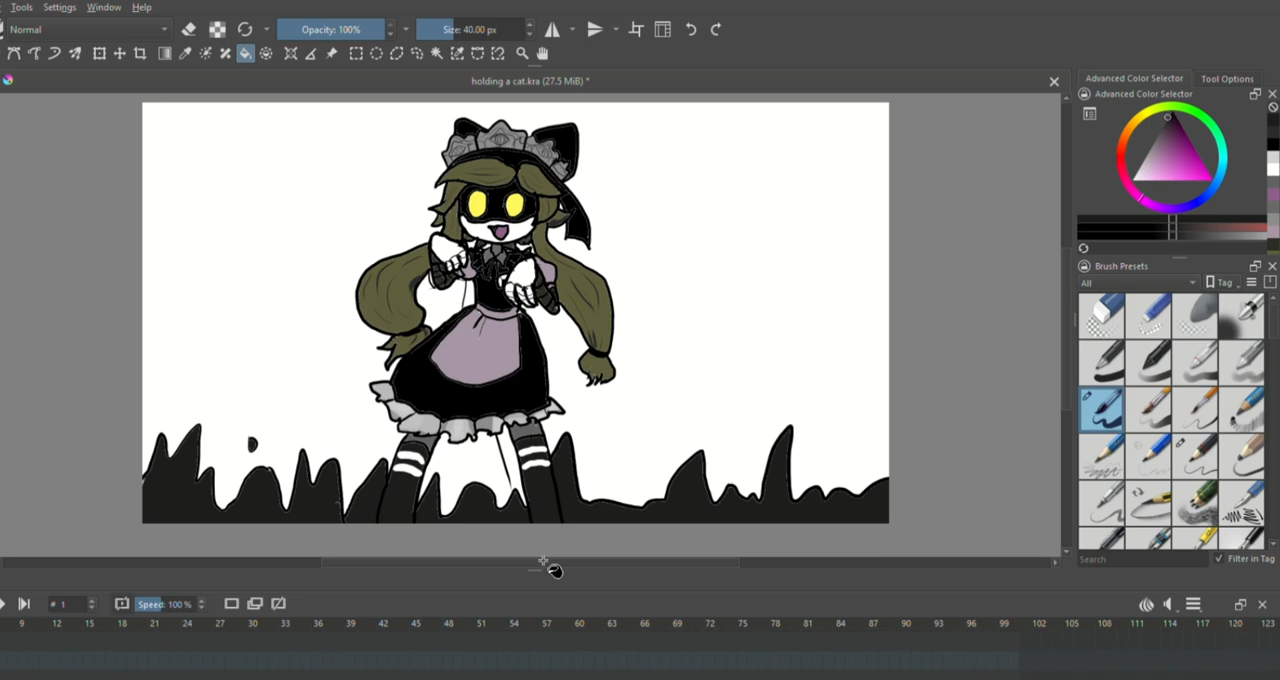 Tools Settings Window Help
Normal Opacity: 100% Size: 40.00 px
holding a cat.kra (27.5 MiB) *
Advanced Color Selector Tool Options
Advanced Color Selector
Brush Presets
All Tag
Search Filter in Tag
# 1 Speed: 100 %
9 12 15 18 21 24 27 30 33 36 39 42 45 48 51 54 57 60 63 66 69 72 75 78 81 84 87 90 93 96 99 102 105 108 111 114 117 120 123